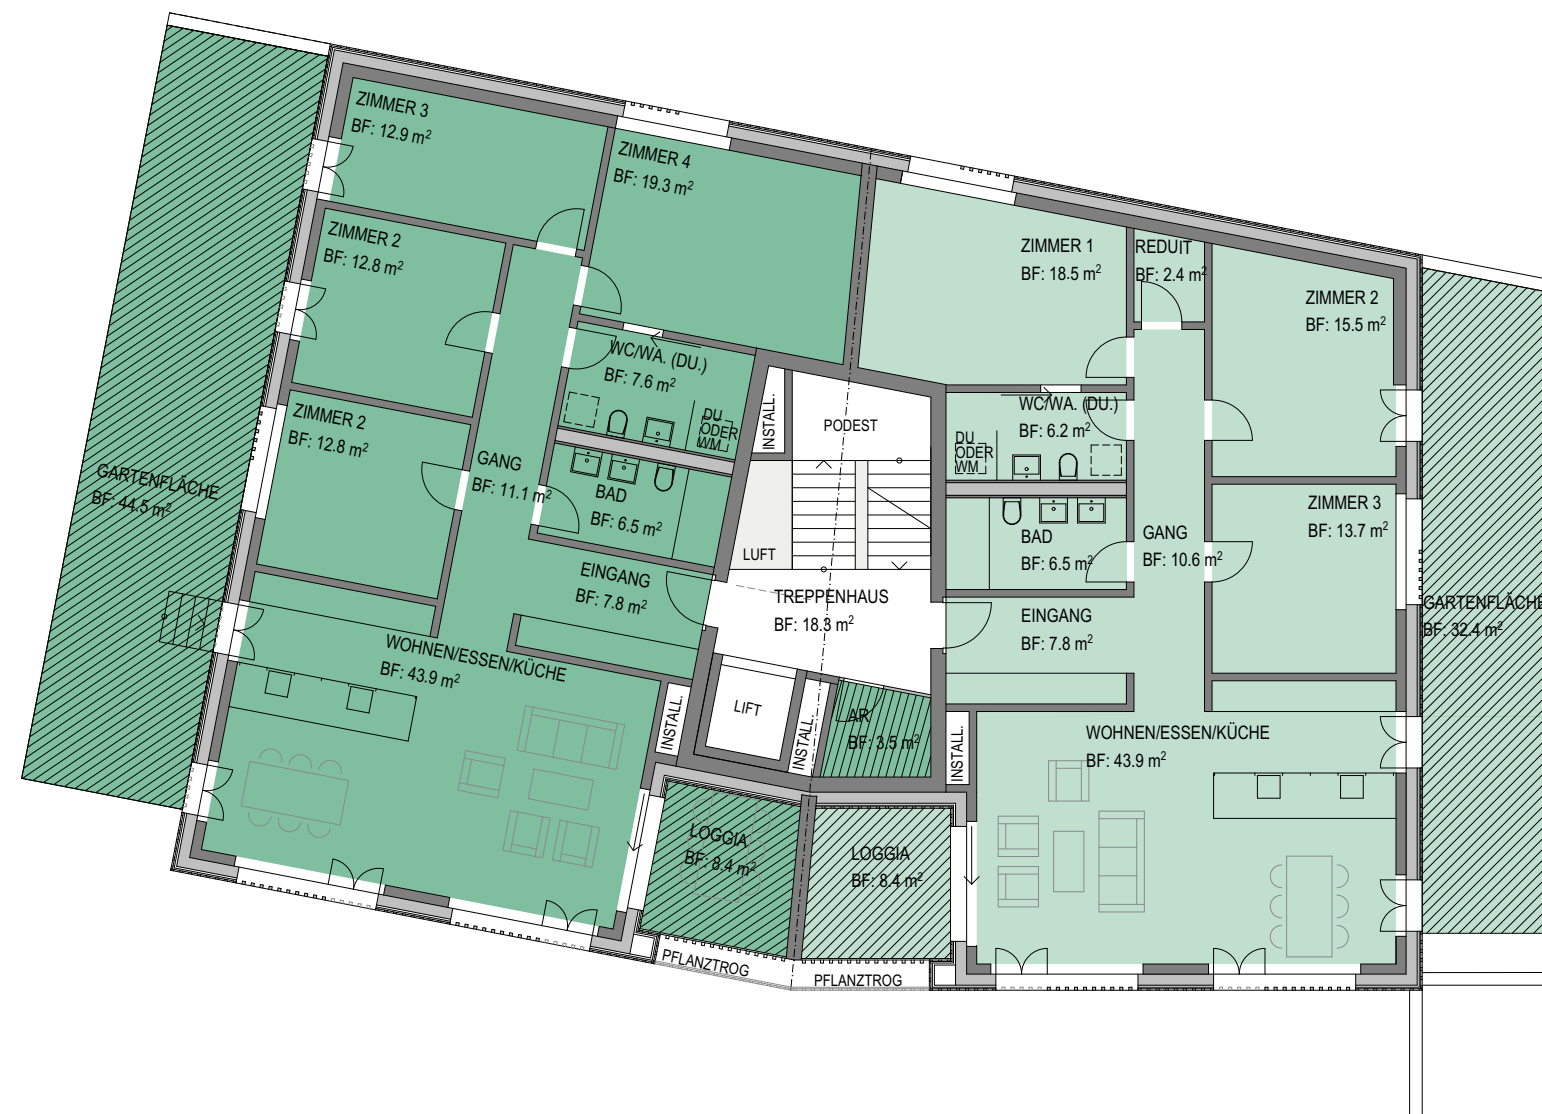 ZIMMER 3
BF: 12.9 m²
ZIMMER 4
BF: 19.3 m²
ZIMMER 2
BF: 12.8 m²
ZIMMER 1
BF: 18.5 m²
REDUIT
BF: 2.4 m²
ZIMMER 2
BF: 15.5 m²
WC/WA. (DU.)
BF: 7.6 m²
DU
ODER
WM
INSTALL.
PODEST
WC/WA. (DU.)
BF: 6.2 m²
DU
ODER
WM
ZIMMER 2
BF: 12.8 m²
GARTENFLÄCHE
BF: 44.5 m²
GANG
BF: 11.1 m²
BAD
BF: 6.5 m²
LUFT
BAD
BF: 6.5 m²
GANG
BF: 10.6 m²
ZIMMER 3
BF: 13.7 m²
EINGANG
BF: 7.8 m²
TREPPENHAUS
BF: 18.3 m²
EINGANG
BF: 7.8 m²
GARTENFLÄCHE
BF: 32.4 m²
WOHNEN/ESSEN/KÜCHE
BF: 43.9 m²
INSTALL.
LIFT
INSTALL.
AR
BF: 3.5 m²
INSTALL.
WOHNEN/ESSEN/KÜCHE
BF: 43.9 m²
LOGGIA
BF: 8.4 m²
LOGGIA
BF: 8.4 m²
PFLANZTROG
PFLANZTROG